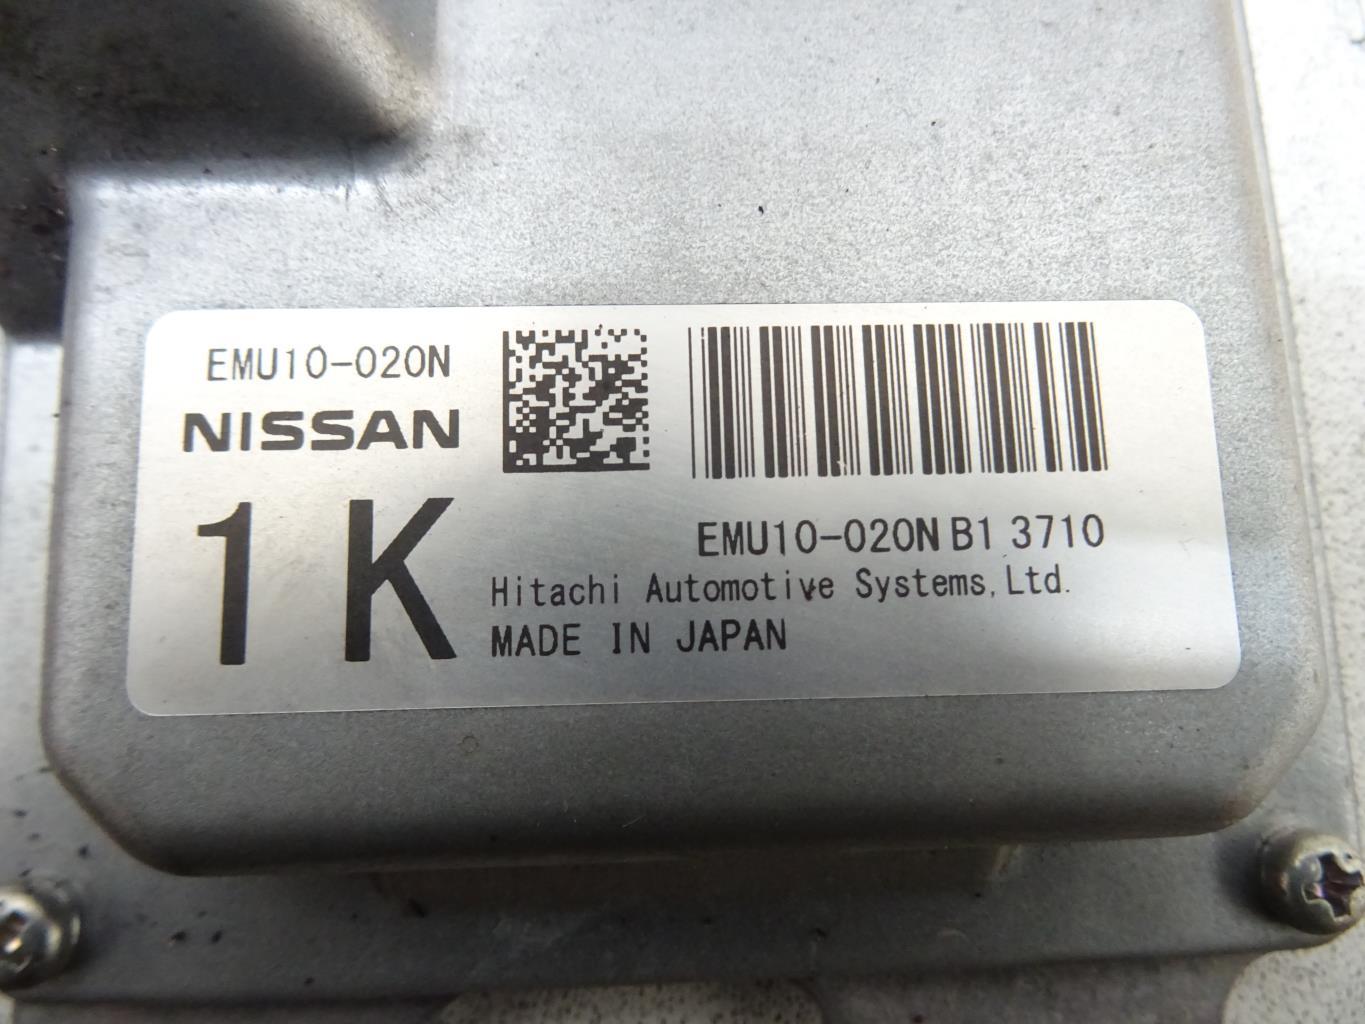 EMU10-020N
NISSAN
1K
EMU10-020N B1 3710
Hitachi Automotive Systems, Ltd.
MADE IN JAPAN